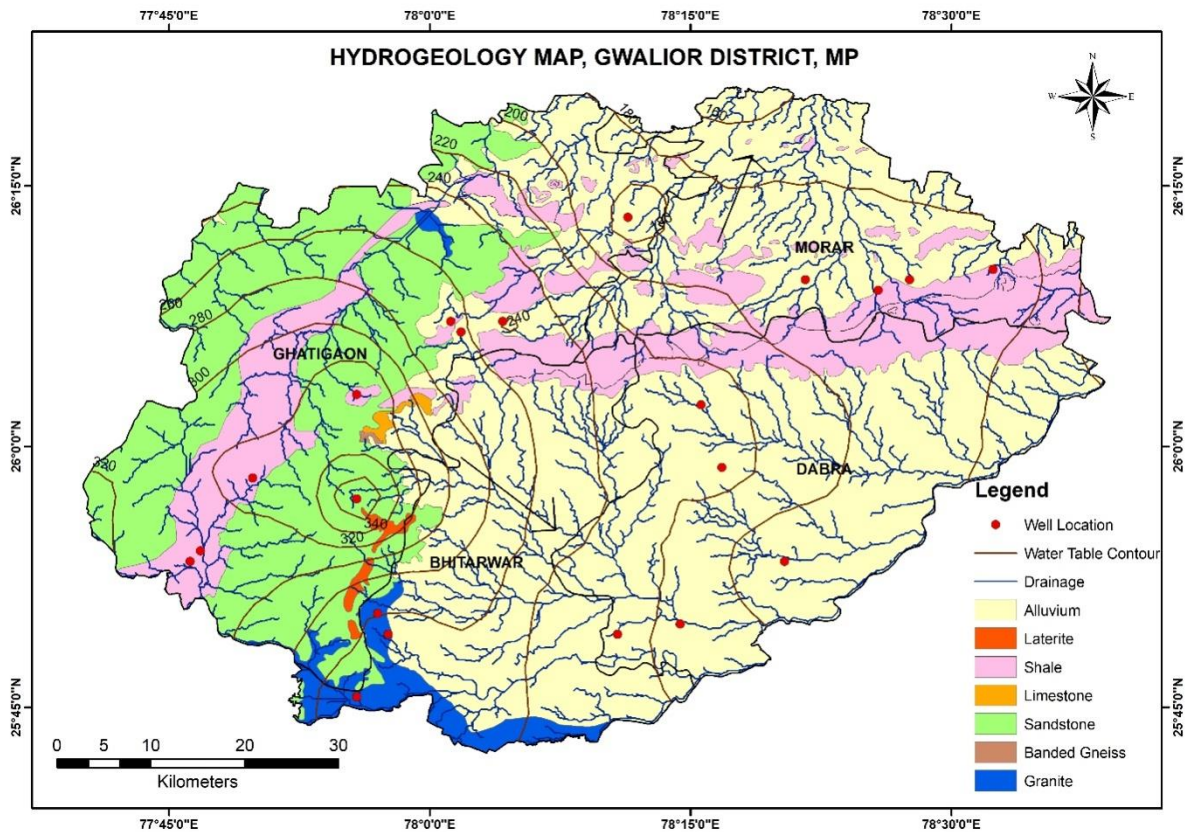 77°45'0"E
78°0'0"E
78°15'0"E
78°30'0"E
HYDROGEOLOGY MAP, GWALIOR DISTRICT, MP
N
W
E
S
200
180
180
220
240
26°15'0"N
26°15'0"N
MORAR
260
280
240
GHATIGAON
300
26°0'0"N
26°0'0"N
320
DABRA
340
320
BHITARWAR
Legend
Well Location
Water Table Contour
Drainage
Alluvium
Laterite
Shale
Limestone
Sandstone
Banded Gneiss
Granite
25°45'0"N
25°45'0"N
0 5 10 20 30
Kilometers
77°45'0"E
78°0'0"E
78°15'0"E
78°30'0"E